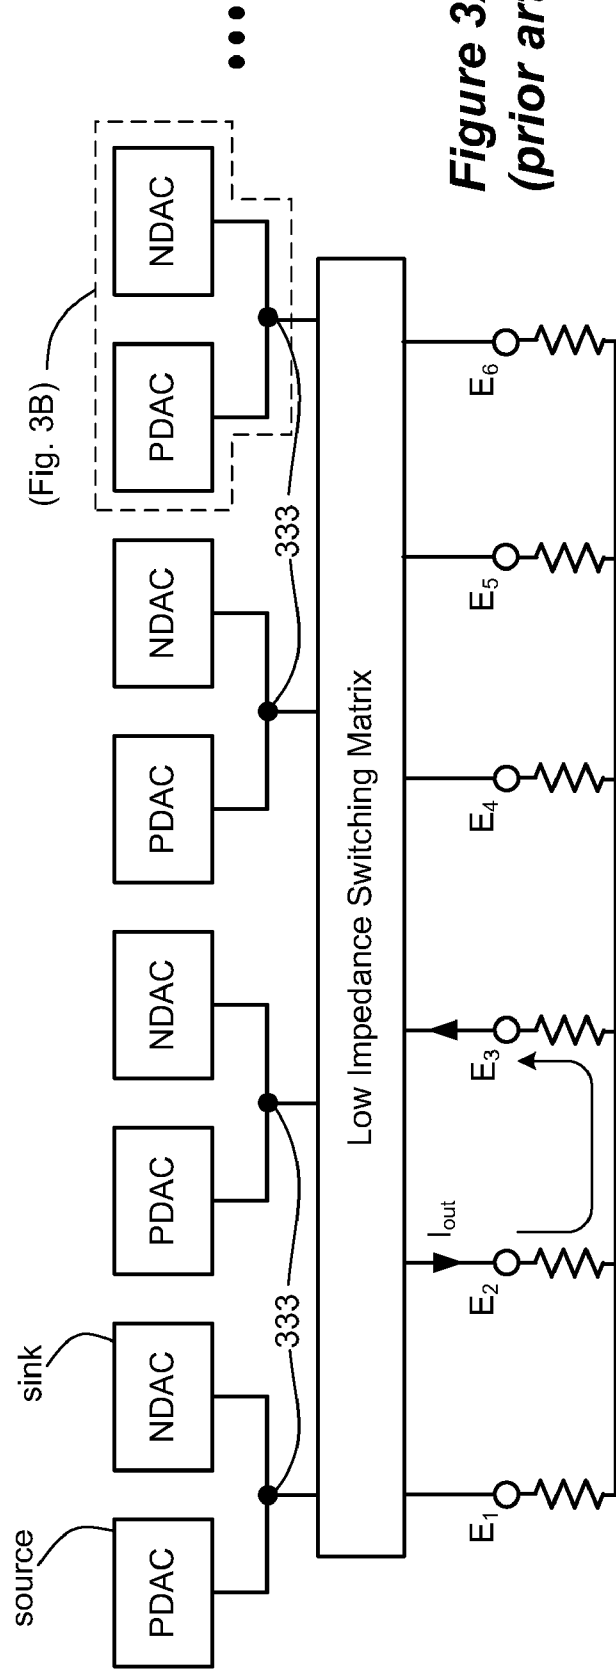 (Fig. 3B)
source
sink
PDAC
NDAC
PDAC
NDAC
PDAC
NDAC
PDAC
NDAC
333
333
Low Impedance Switching Matrix
Iout
E1
E2
E3
E4
E5
E6
Figure 3
(prior ar